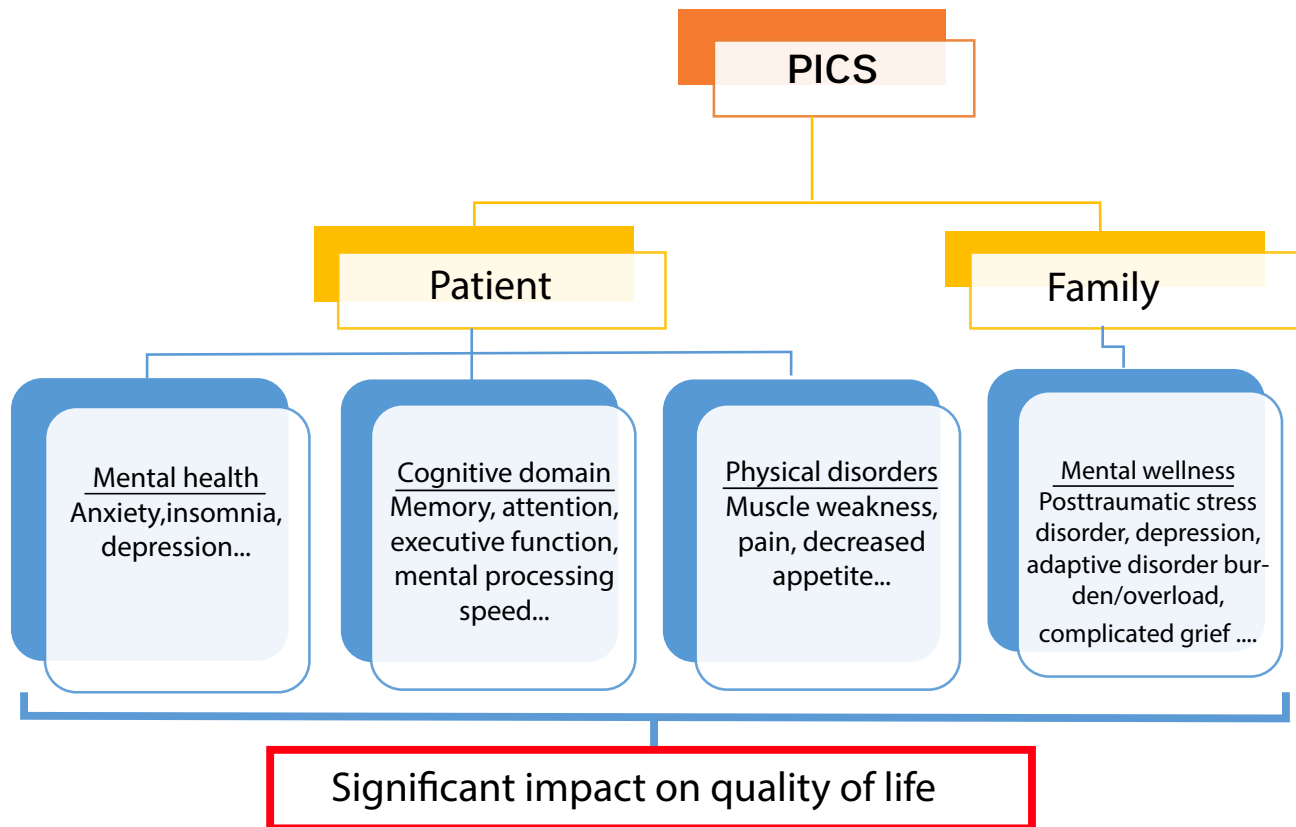 PICS
Patient
Family
Mental health
Anxiety,insomnia,
depression...
Cognitive domain
Memory, attention,
executive function,
mental processing
speed...
Physical disorders
Muscle weakness,
pain, decreased
appetite...
Mental wellness
Posttraumatic stress
disorder, depression,
adaptive disorder bur-
den/overload,
complicated grief ....
Significant impact on quality of life